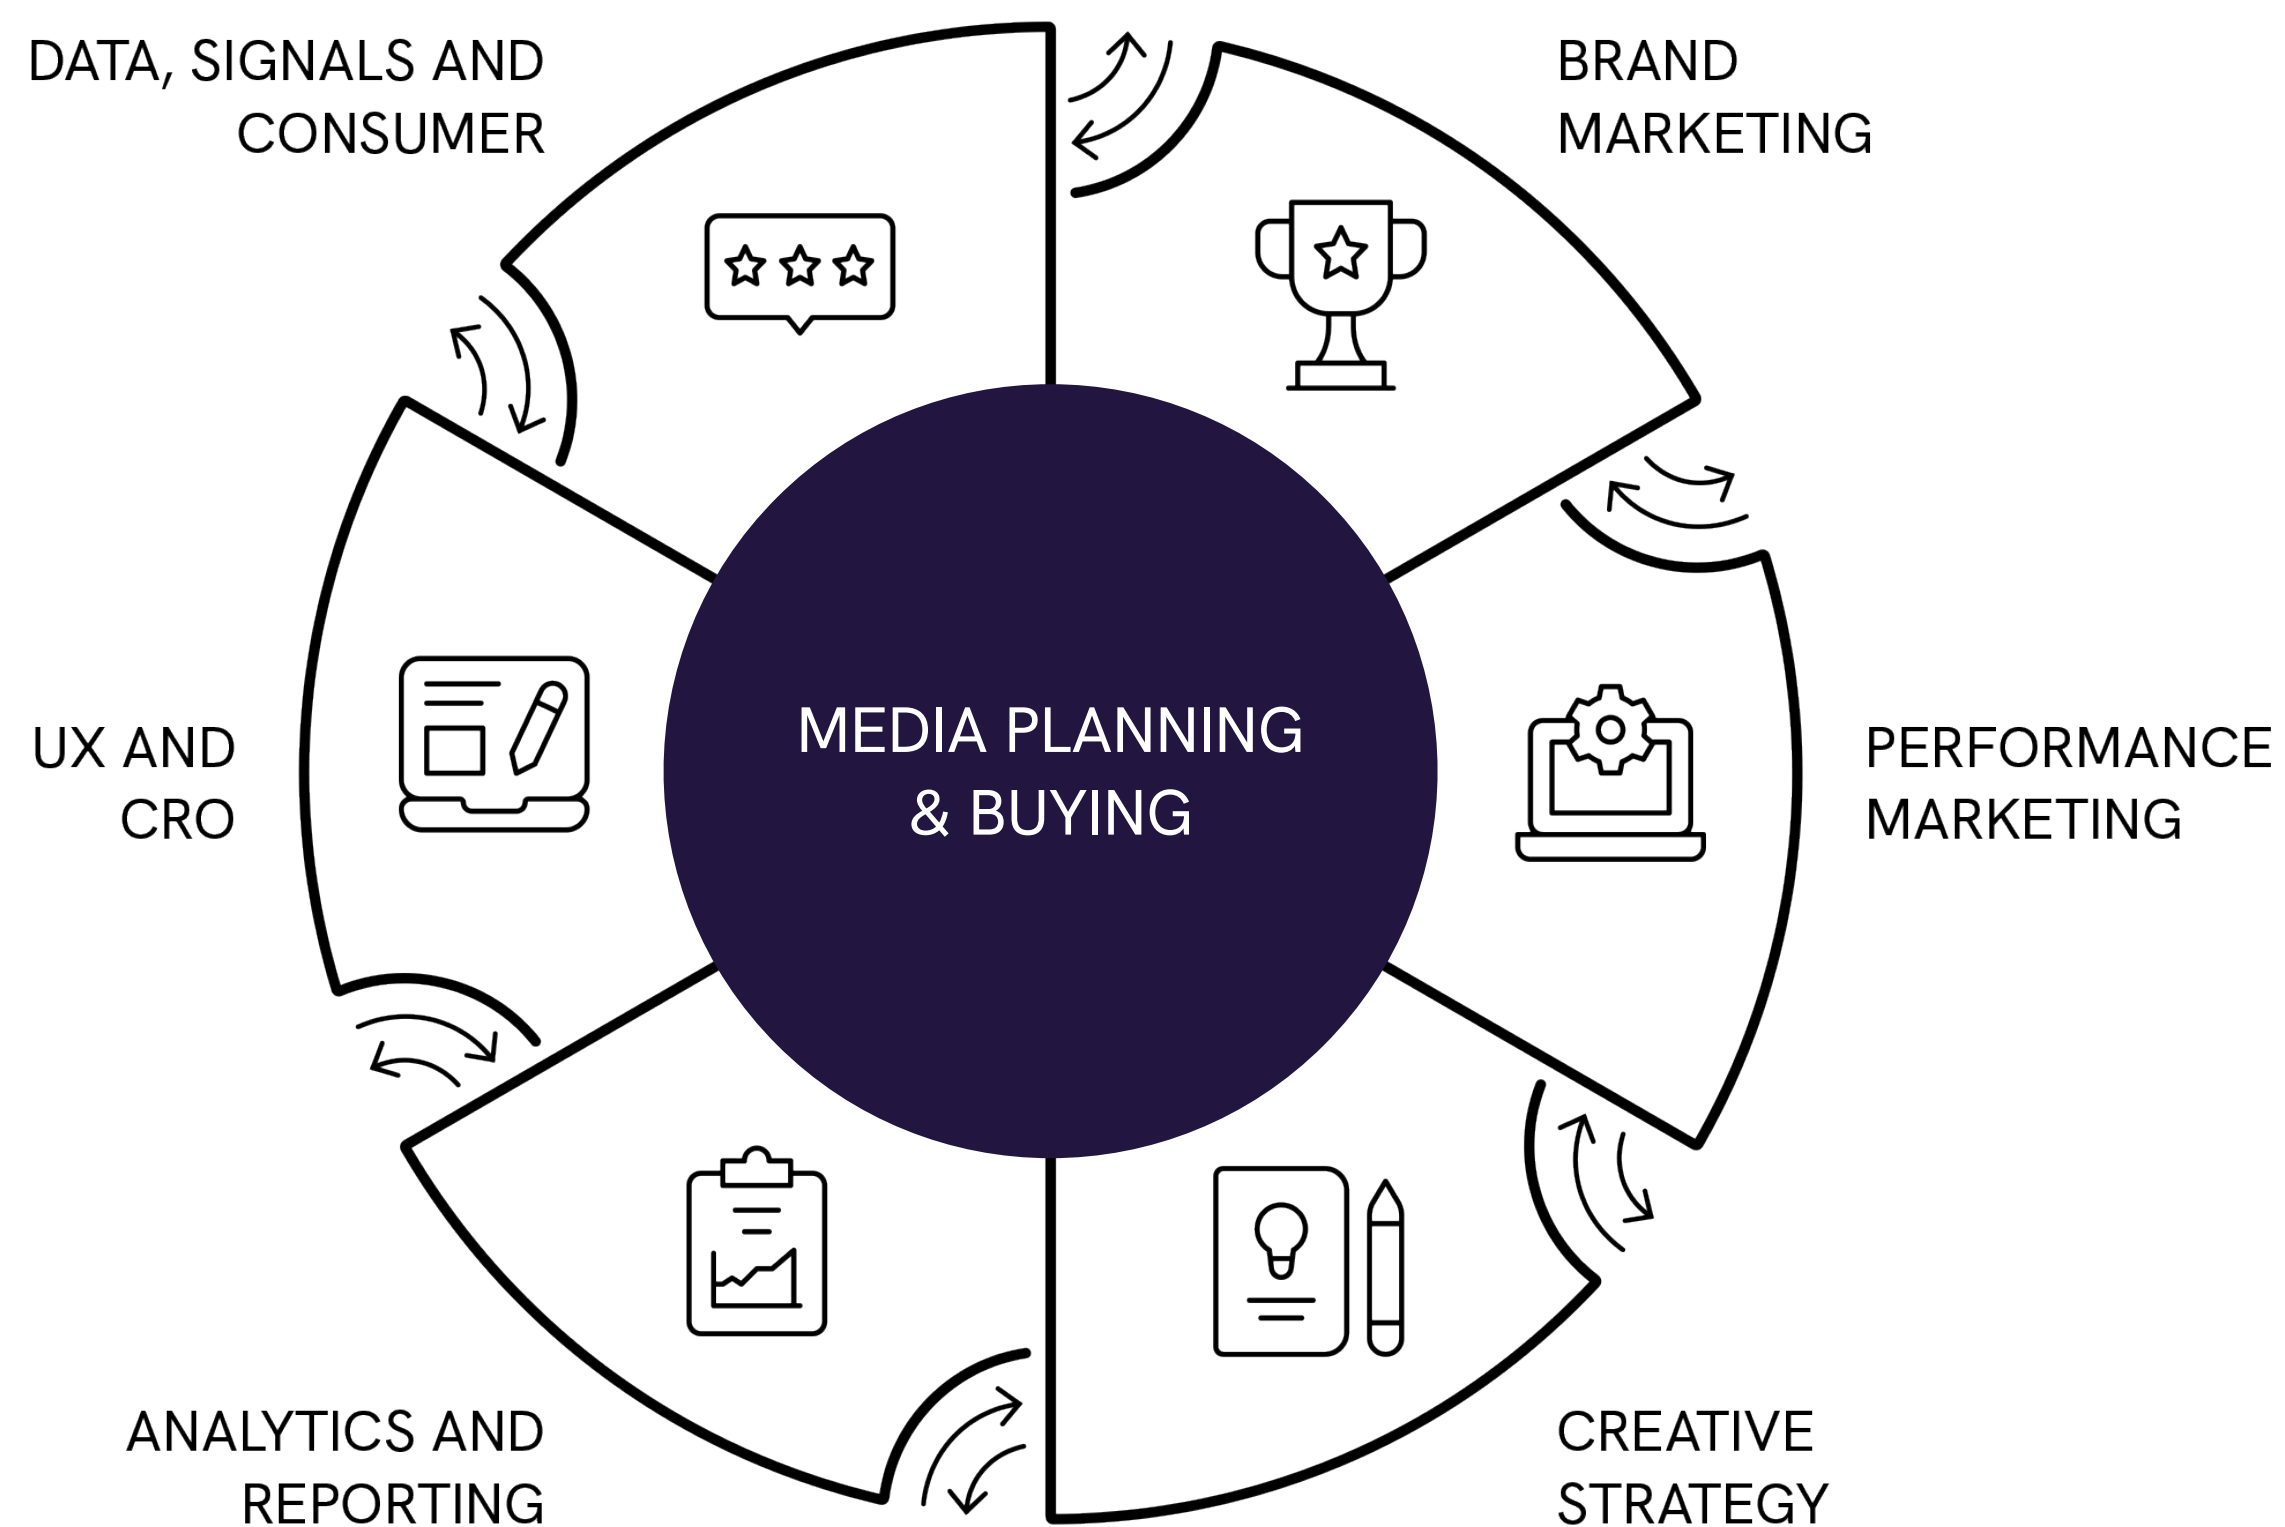 DATA, SIGNALS AND
CONSUMER
BRAND
MARKETING
UX AND
CRO
MEDIA PLANNING
& BUYING
PERFORMANCE
MARKETING
ANALYTICS AND
REPORTING
CREATIVE
STRATEGY